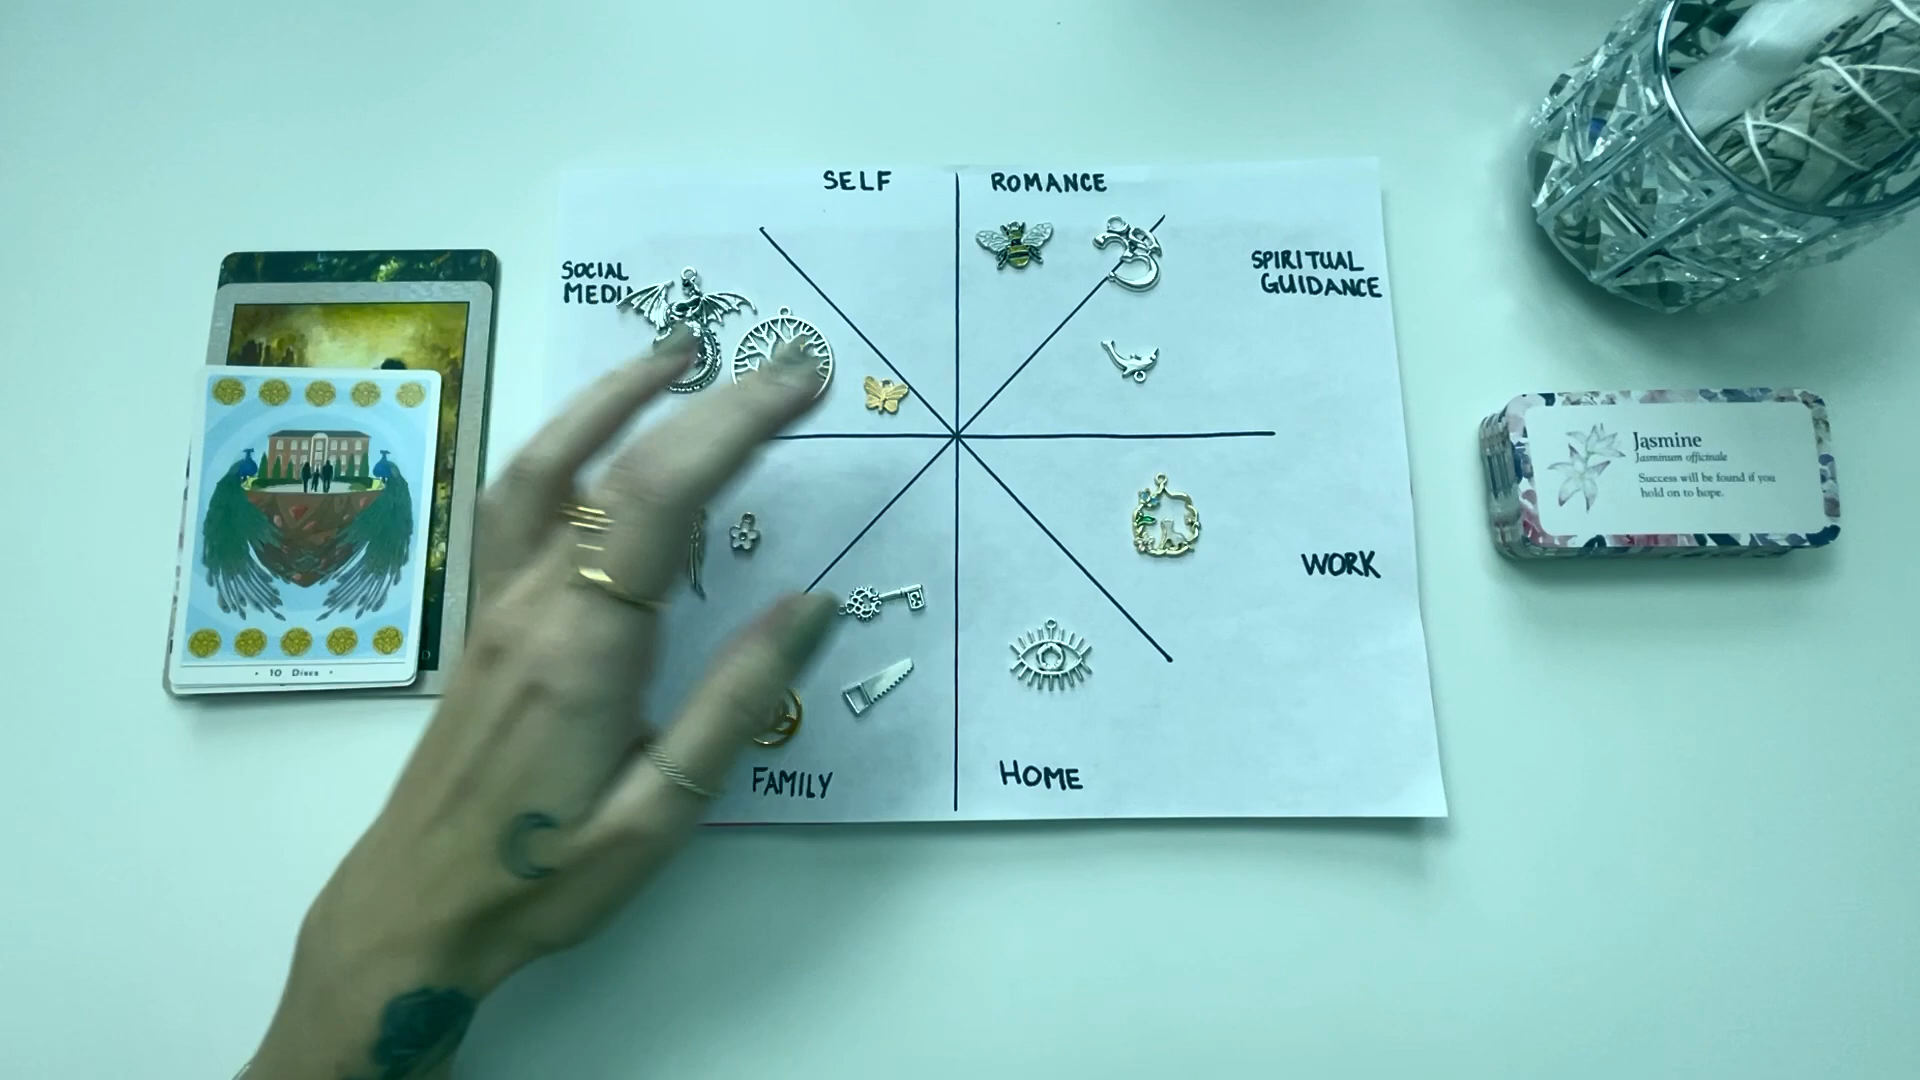 SELF
ROMANCE
SOCIAL
MEDIA
SPIRITUAL
GUIDANCE
Jasmine
Jasminum officinale
Success will be found if you
hold on to hope.
WORK
10 Discs
FAMILY
HOME